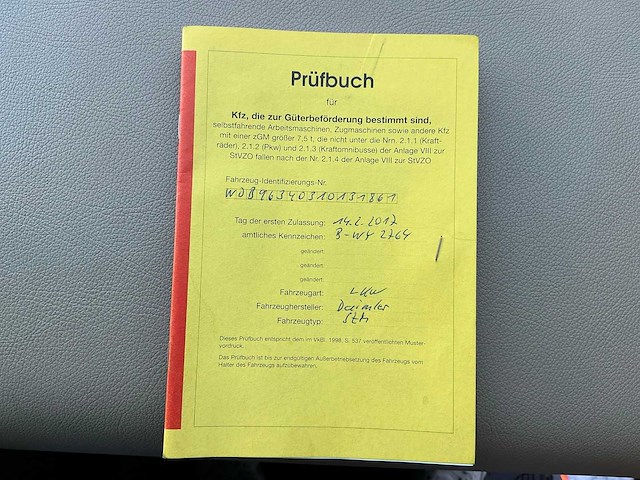 Prüfbuch
für
Kfz, die zur Güterbeförderung bestimmt sind,
selbstfahrende Arbeitsmaschinen, Zugmaschinen sowie andere Kfz
mit einer zGM größer 7,5 t, die nicht unter die Nrn. 2.1.1 (Kraft-
räder), 2.1.2 (Pkw) und 2.1.3 (Kraftomnibusse) der Anlage VIII zur
StVZO fallen nach der Nr. 2.1.4 der Anlage VIII zur StVZO
Fahrzeug-Identifizierungs-Nr.
WDB96340310131861
Tag der ersten Zulassung: 14.2.2017
amtliches Kennzeichen: B-WY 2764
geändert:
geändert:
geändert:
Fahrzeugart: LKW
Fahrzeughersteller: Daimler
Fahrzeugtyp:
Dieses Prüfbuch entspricht dem im VkBl. 1998, S. 537 veröffentlichten Muster-
vordruck.
Das Prüfbuch ist bis zur endgültigen Außerbetriebsetzung des Fahrzeugs vom
Halter des Fahrzeugs aufzubewahren.